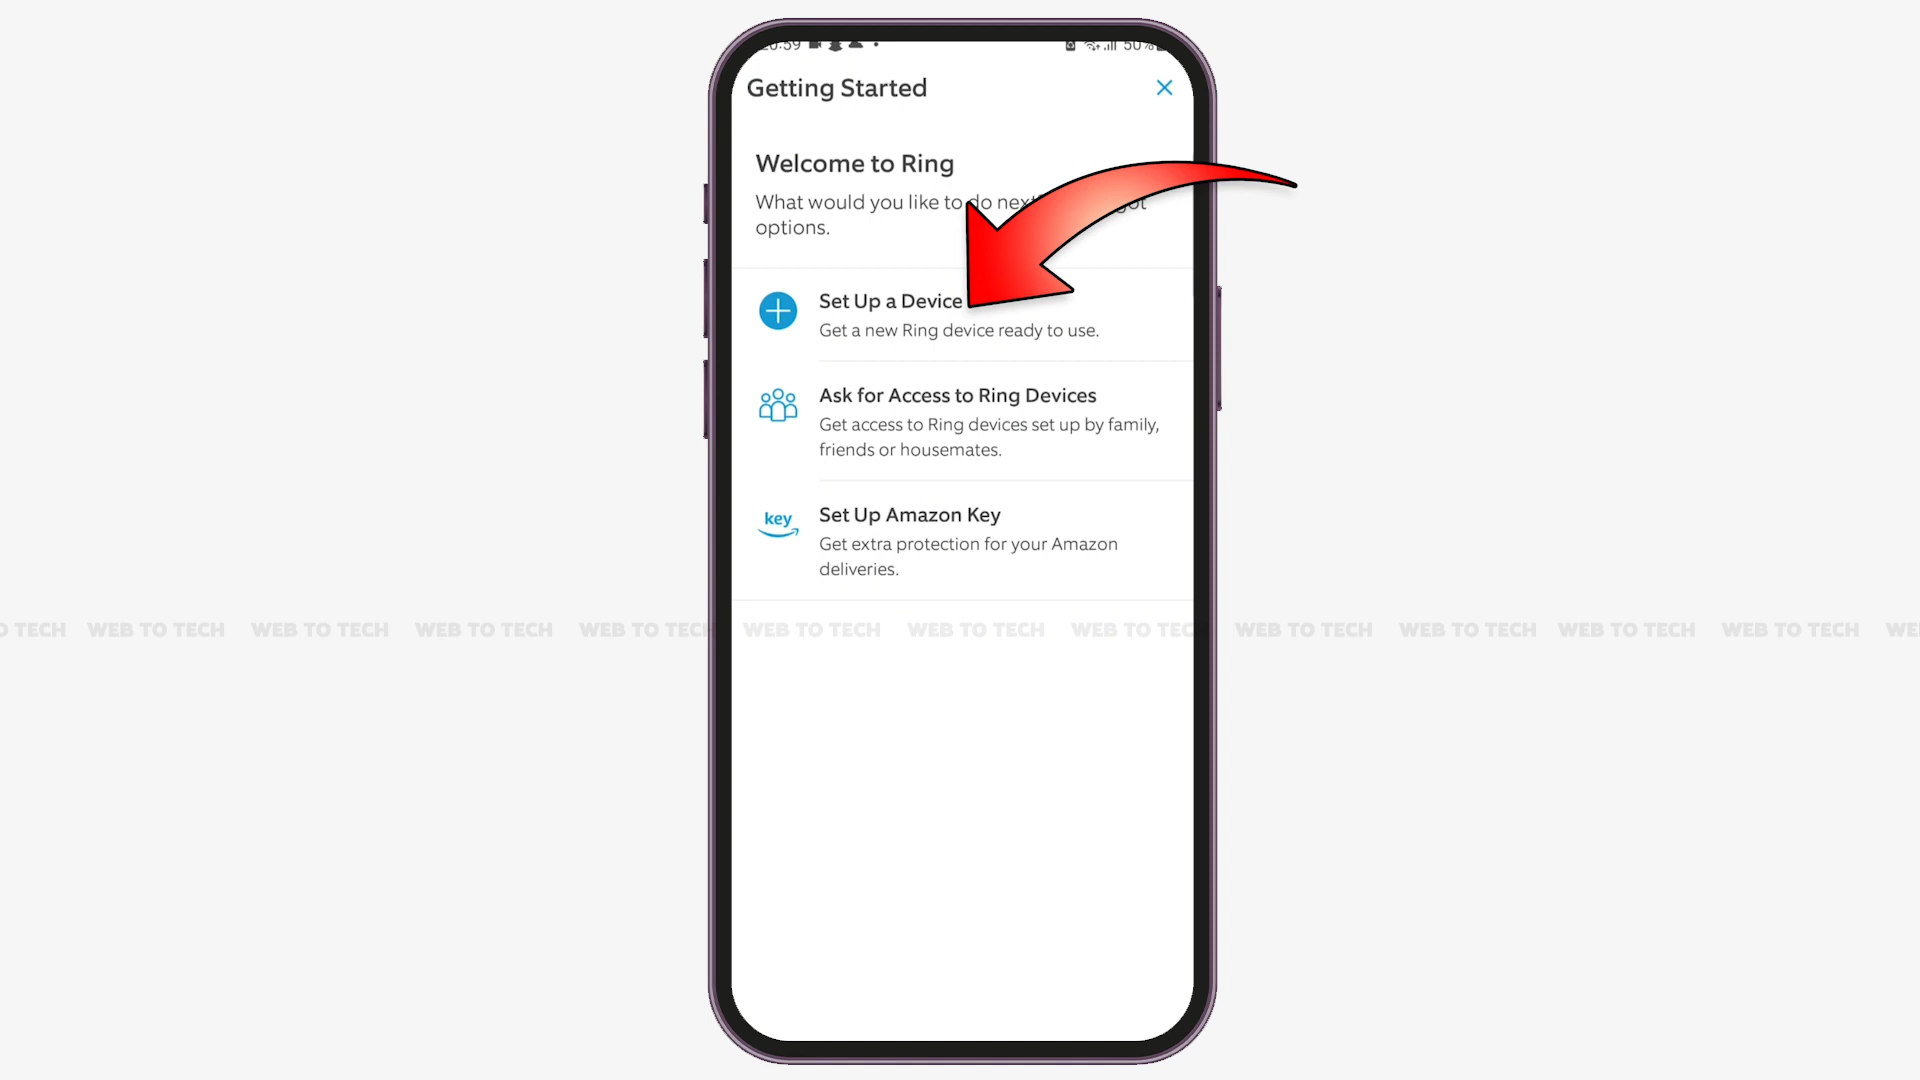 50%
Getting Started
Welcome to Ring
What would you like to do next got
options.
Set Up a Device
Get a new Ring device ready to use.
Ask for Access to Ring Devices
Get access to Ring devices set up by family,
friends or housemates.
key
Set Up Amazon Key
Get extra protection for your Amazon
deliveries.
TECH WEB TO TECH WEB TO TECH WEB TO TECH WEB TO TECH WEB TO TECH WEB TO TECH WEB TO WEB TO TECH WEB TO TECH WEB TO TECH WEB TO TECH